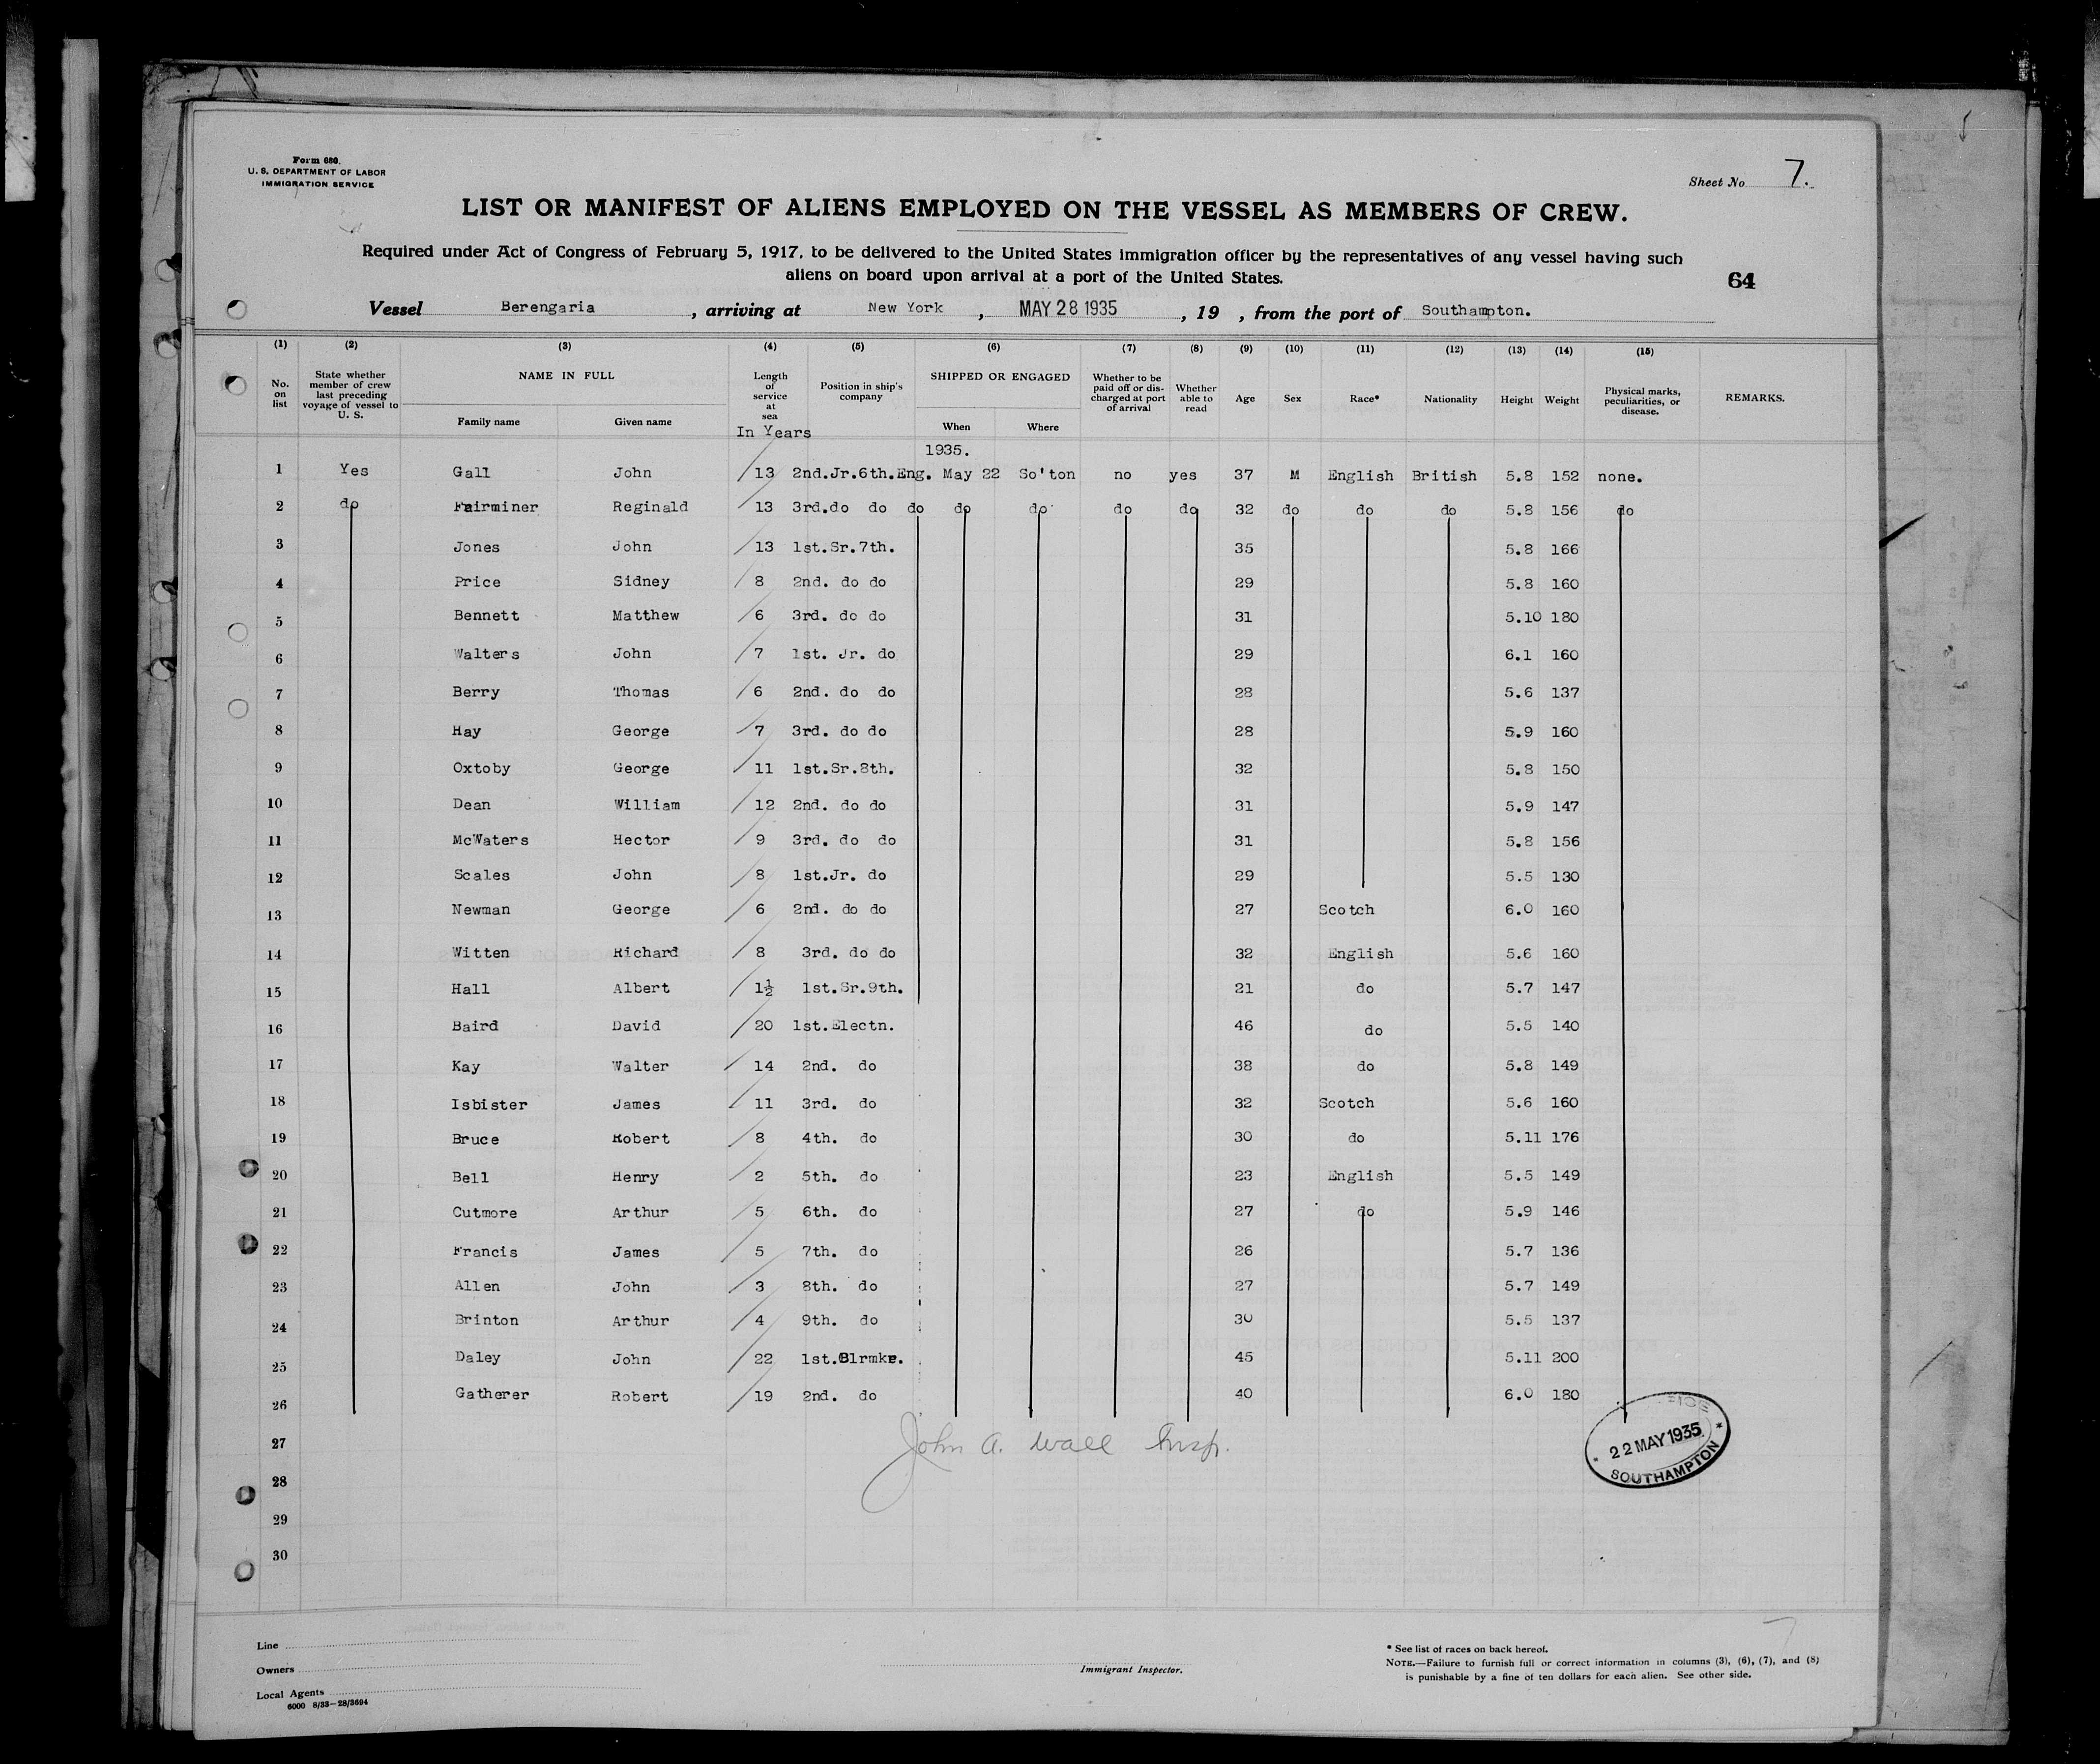 Form 680.
U. S. DEPARTMENT OF LABOR
IMMIGRATION SERVICE
Sheet No 7.
LIST OR MANIFEST OF ALIENS EMPLOYED ON THE VESSEL AS MEMBERS OF CREW.
Required under Act of Congress of February 5, 1917, to be delivered to the United States immigration officer by the representatives of any vessel having such
aliens on board upon arrival at a port of the United States.
64
Vessel Berengaria, arriving at New York, MAY 28 1935, 19 , from the port of Southampton.
(1) (2) (3) (4) (5) (6) (7) (8) (9) (10) (11) (12) (13) (14) (15)
No. on list State whether member of crew last preceding voyage of vessel to U. S. NAME IN FULL Family name Given name Length of service at sea In Years Position in ship's company SHIPPED OR ENGAGED When Where Whether to be paid off or discharged at port of arrival Whether able to read Age Sex Race* Nationality Height Weight Physical marks, peculiarities, or disease. REMARKS.
1935.
1 Yes Gall John 13 2nd.Jr.6th.Eng. May 22 So'ton no yes 37 M English British 5.8 152 none.
2 do Fairminer Reginald 13 3rd.do do do do do do do 32 do do do 5.8 156 do
3 Jones John 13 1st.Sr.7th. 35 5.8 166
4 Price Sidney 8 2nd. do do 29 5.8 160
5 Bennett Matthew 6 3rd. do do 31 5.10 180
6 Walters John 7 1st. Jr. do 29 6.1 160
7 Berry Thomas 6 2nd. do do 28 5.6 137
8 Hay George 7 3rd. do do 28 5.9 160
9 Oxtoby George 11 1st.Sr.8th. 32 5.8 150
10 Dean William 12 2nd. do do 31 5.9 147
11 McWaters Hector 9 3rd. do do 31 5.8 156
12 Scales John 8 1st.Jr. do 29 5.5 130
13 Newman George 6 2nd. do do 27 Scotch 6.0 160
14 Witten Richard 8 3rd. do do 32 English 5.6 160
15 Hall Albert 1½ 1st.Sr.9th. 21 do 5.7 147
16 Baird David 20 1st.Electn. 46 do 5.5 140
17 Kay Walter 14 2nd. do 38 do 5.8 149
18 Isbister James 11 3rd. do 32 Scotch 5.6 160
19 Bruce Robert 8 4th. do 30 do 5.11 176
20 Bell Henry 2 5th. do 23 English 5.5 149
21 Cutmore Arthur 5 6th. do 27 do 5.9 146
22 Francis James 5 7th. do 26 5.7 136
23 Allen John 3 8th. do 27 5.7 149
24 Brinton Arthur 4 9th. do 30 5.5 137
25 Daley John 22 1st.Blrmkr. 45 5.11 200
26 Gatherer Robert 19 2nd. do 40 6.0 180
27 John A. Wall Insp.
22 MAY 1935
SOUTHAMPTON
28
29
30
Line
Owners
Local Agents
6000 8/33—28/3694
Immigrant Inspector.
* See list of races on back hereof.
NOTE.—Failure to furnish full or correct information in columns (3), (6), (7), and (8)
is punishable by a fine of ten dollars for each alien. See other side.